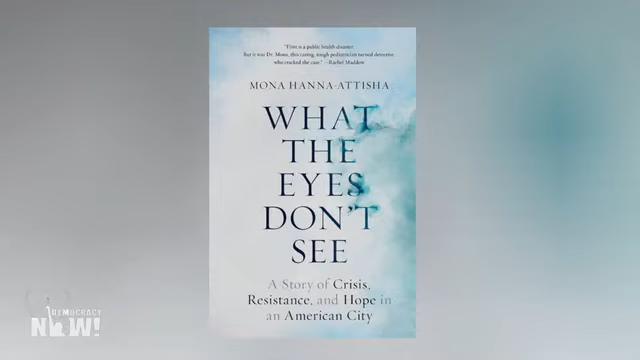 "Flint is a public health disaster.
But it was Dr. Mona, this caring, tough pediatrician turned detective,
who cracked the case." —Rachel Maddow
MONA HANNA-ATTISHA
WHAT
THE
EYES
DON'T
SEE
A Story of Crisis,
Resistance, and Hope in
an American City
DEMOCRACY
NOW!